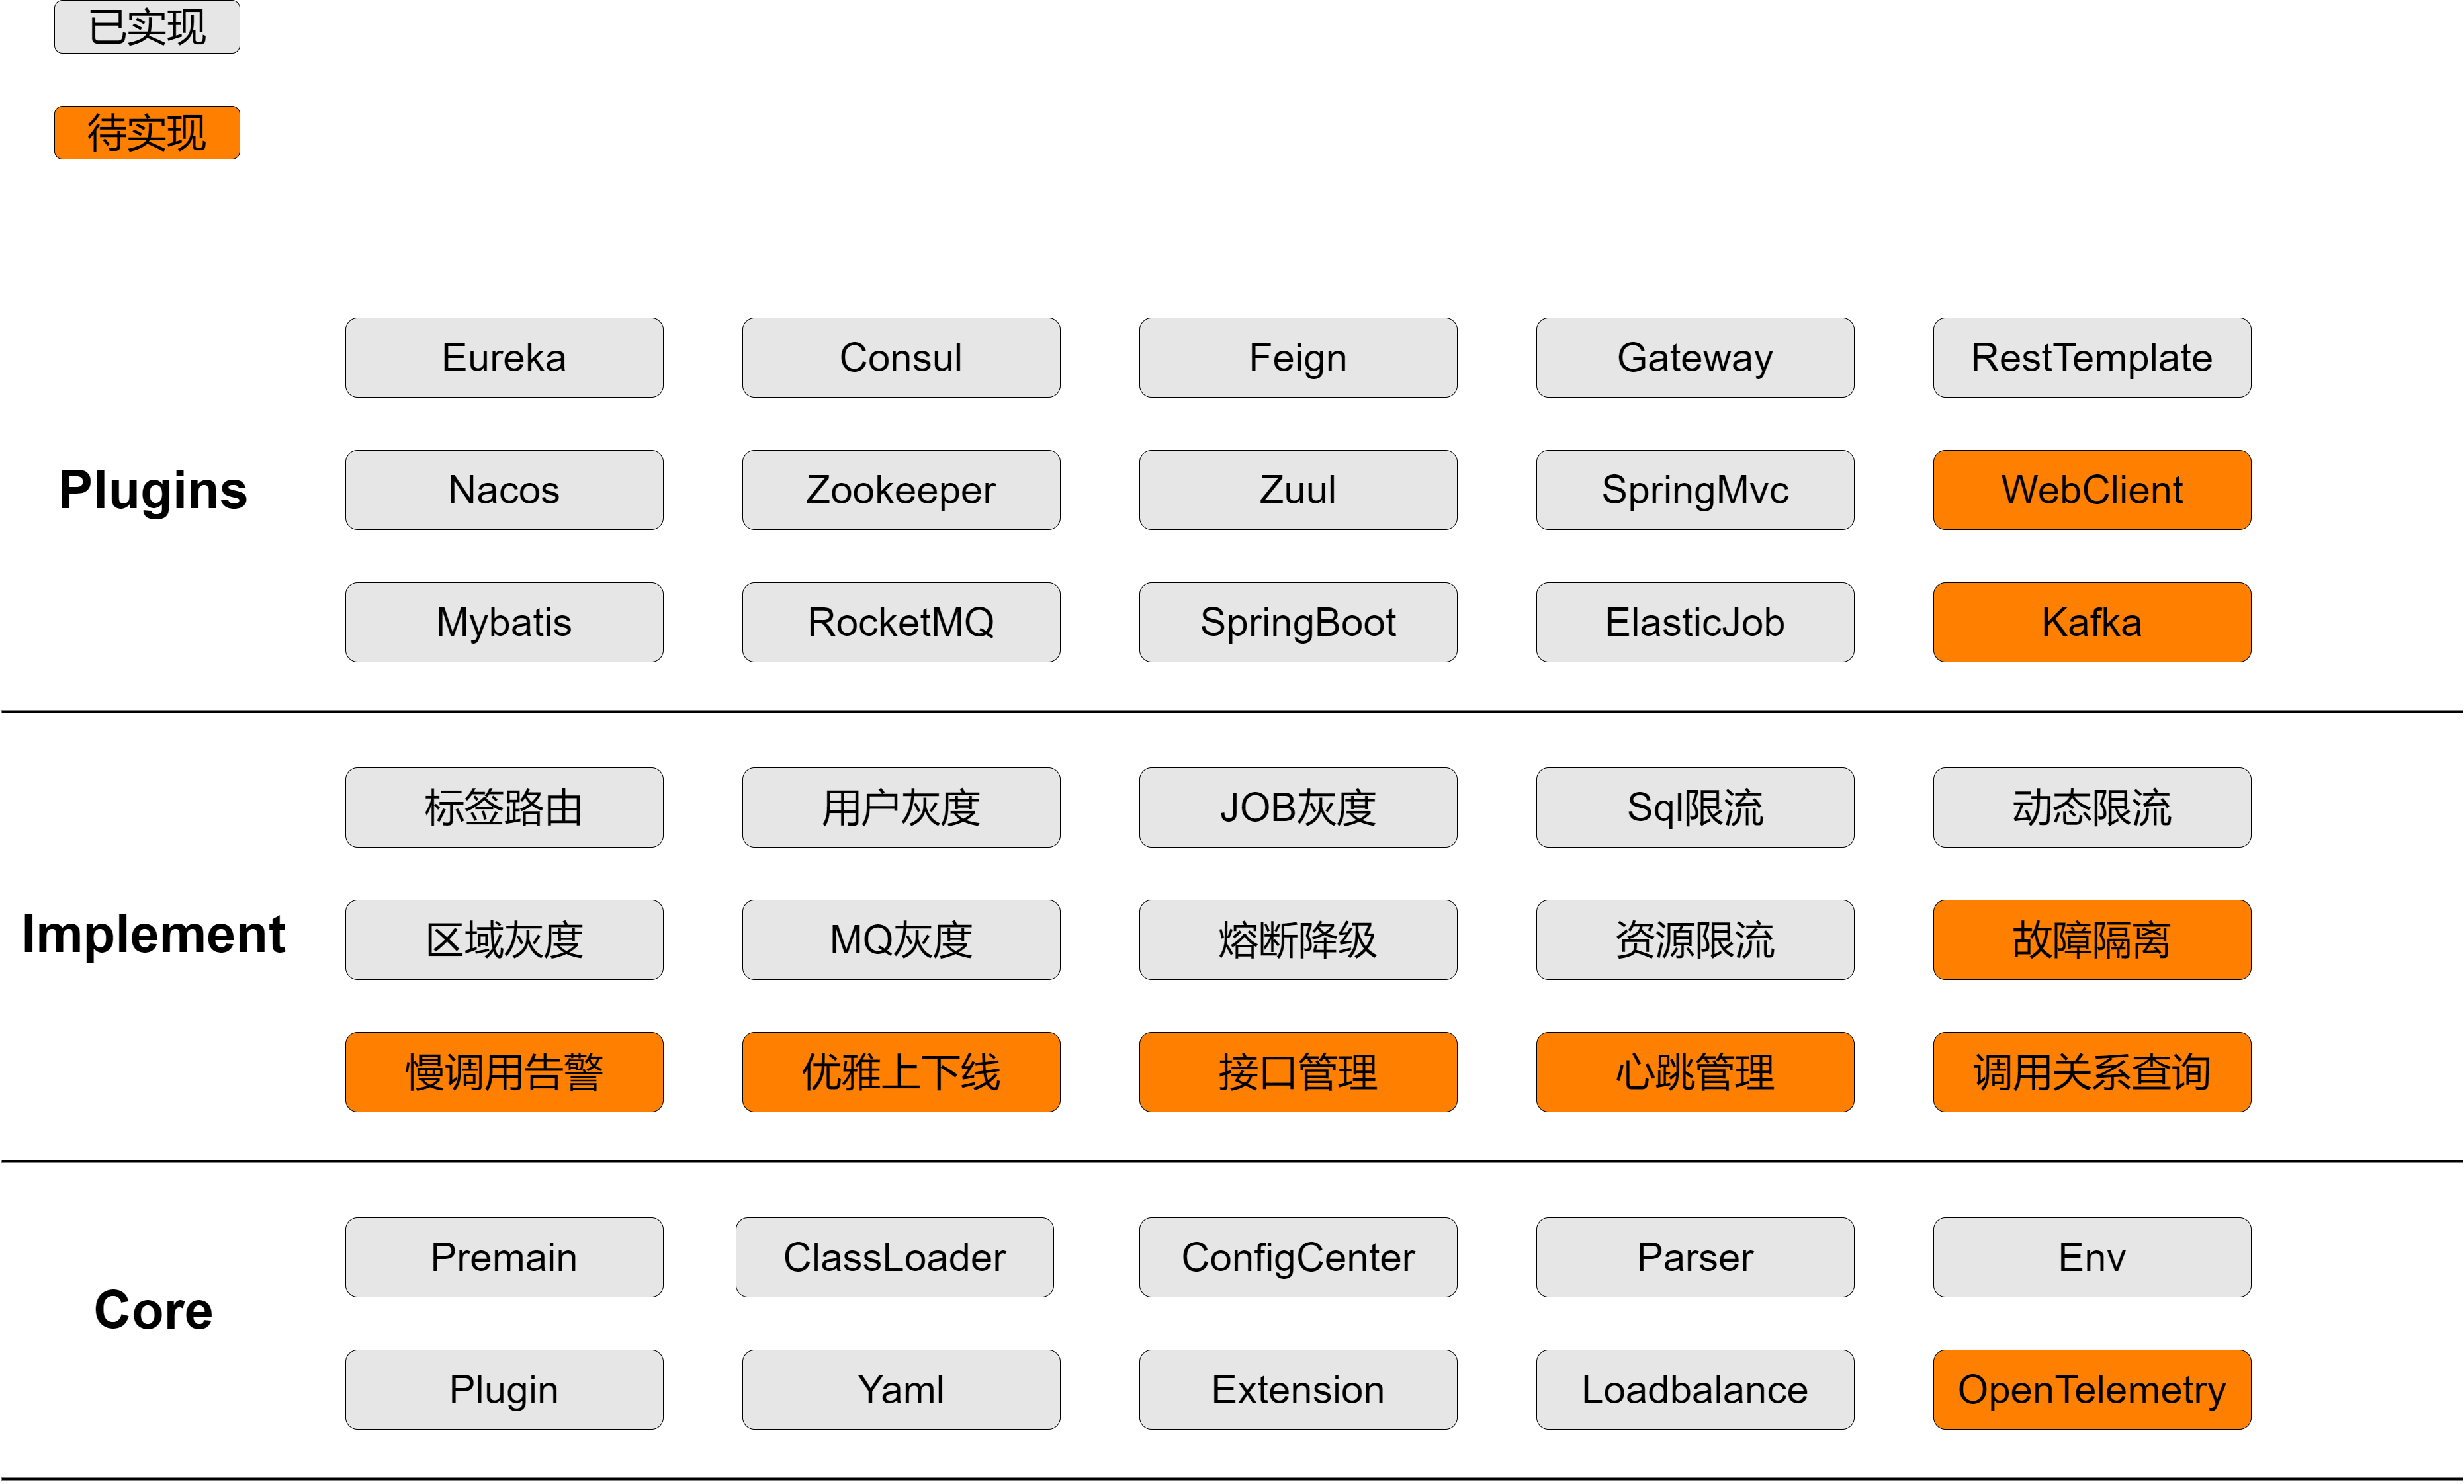 已实现
待实现
Plugins
Eureka
Consul
Feign
Gateway
RestTemplate
Nacos
Zookeeper
Zuul
SpringMvc
WebClient
Mybatis
RocketMQ
SpringBoot
ElasticJob
Kafka
Implement
标签路由
用户灰度
JOB灰度
Sql限流
动态限流
区域灰度
MQ灰度
熔断降级
资源限流
故障隔离
慢调用告警
优雅上下线
接口管理
心跳管理
调用关系查询
Core
Premain
ClassLoader
ConfigCenter
Parser
Env
Plugin
Yaml
Extension
Loadbalance
OpenTelemetry